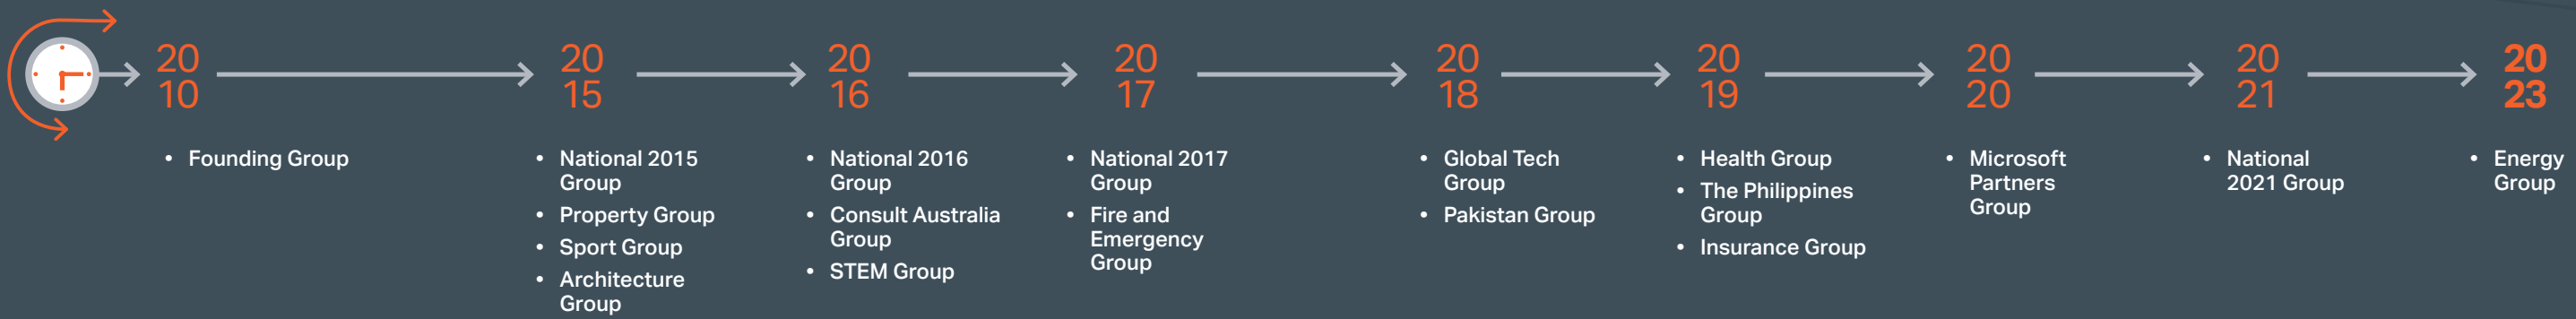 20
10
• Founding Group
20
15
• National 2015
Group
• Property Group
• Sport Group
• Architecture
Group
20
16
• National 2016
Group
• Consult Australia
Group
• STEM Group
20
17
• National 2017
Group
• Fire and
Emergency
Group
20
18
• Global Tech
Group
• Pakistan Group
20
19
• Health Group
• The Philippines
Group
• Insurance Group
20
20
• Microsoft
Partners
Group
20
21
• National
2021 Group
20
23
• Energy
Group